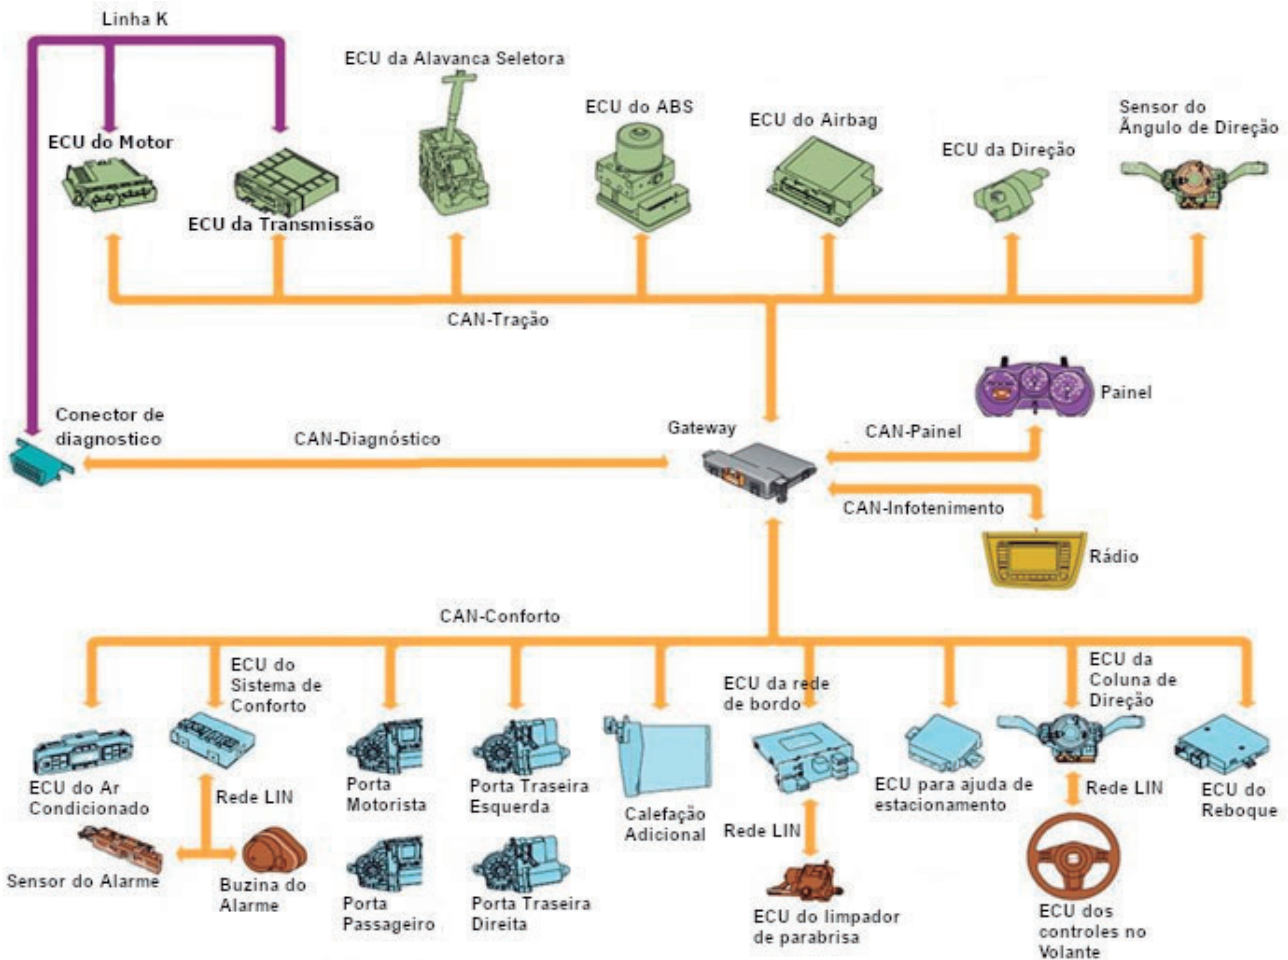 Linha K
ECU da Alavanca Seletora
ECU do ABS
ECU do Airbag
Sensor do
Ãngulo de Direção
ECU do Motor
ECU da Direção
ECU da Transmissão
CAN-Tração
Painel
Conector de
diagnostico
CAN-Diagnóstico
Gateway
CAN-Painel
CAN-Infotenimento
Rádio
CAN-Conforto
ECU do
Sistema de
Conforto
ECU da rede
de bordo
ECU da
Coluna de
Direção
ECU do Ar
Condicionado
Rede LIN
Porta
Motorista
Porta Traseira
Esquerda
Calefação
Adicional
ECU para ajuda de
estacionamento
Rede LIN
ECU do
Reboque
Rede LIN
Sensor do Alarme
Buzina do
Alarme
Porta
Passageiro
Porta Traseira
Direita
ECU do limpador
de parabrisa
ECU dos
controles no
Volante